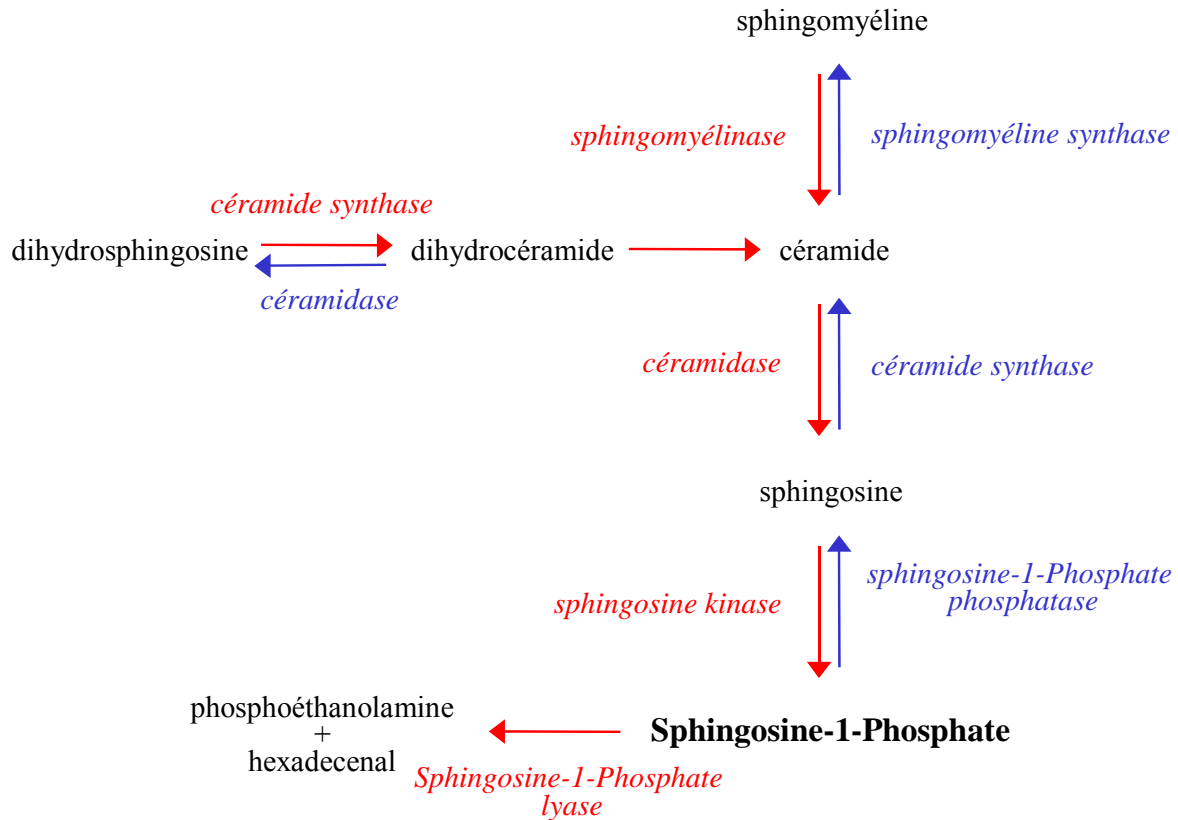 sphingomyéline
sphingomyélinase
sphingomyéline synthase
céramide synthase
dihydrosphingosine
dihydrocéramide
céramide
céramidase
céramidase
céramide synthase
sphingosine
sphingosine kinase
sphingosine-1-Phosphate
phosphatase
phosphoéthanolamine
+
hexadecenal
Sphingosine-1-Phosphate
Sphingosine-1-Phosphate
lyase